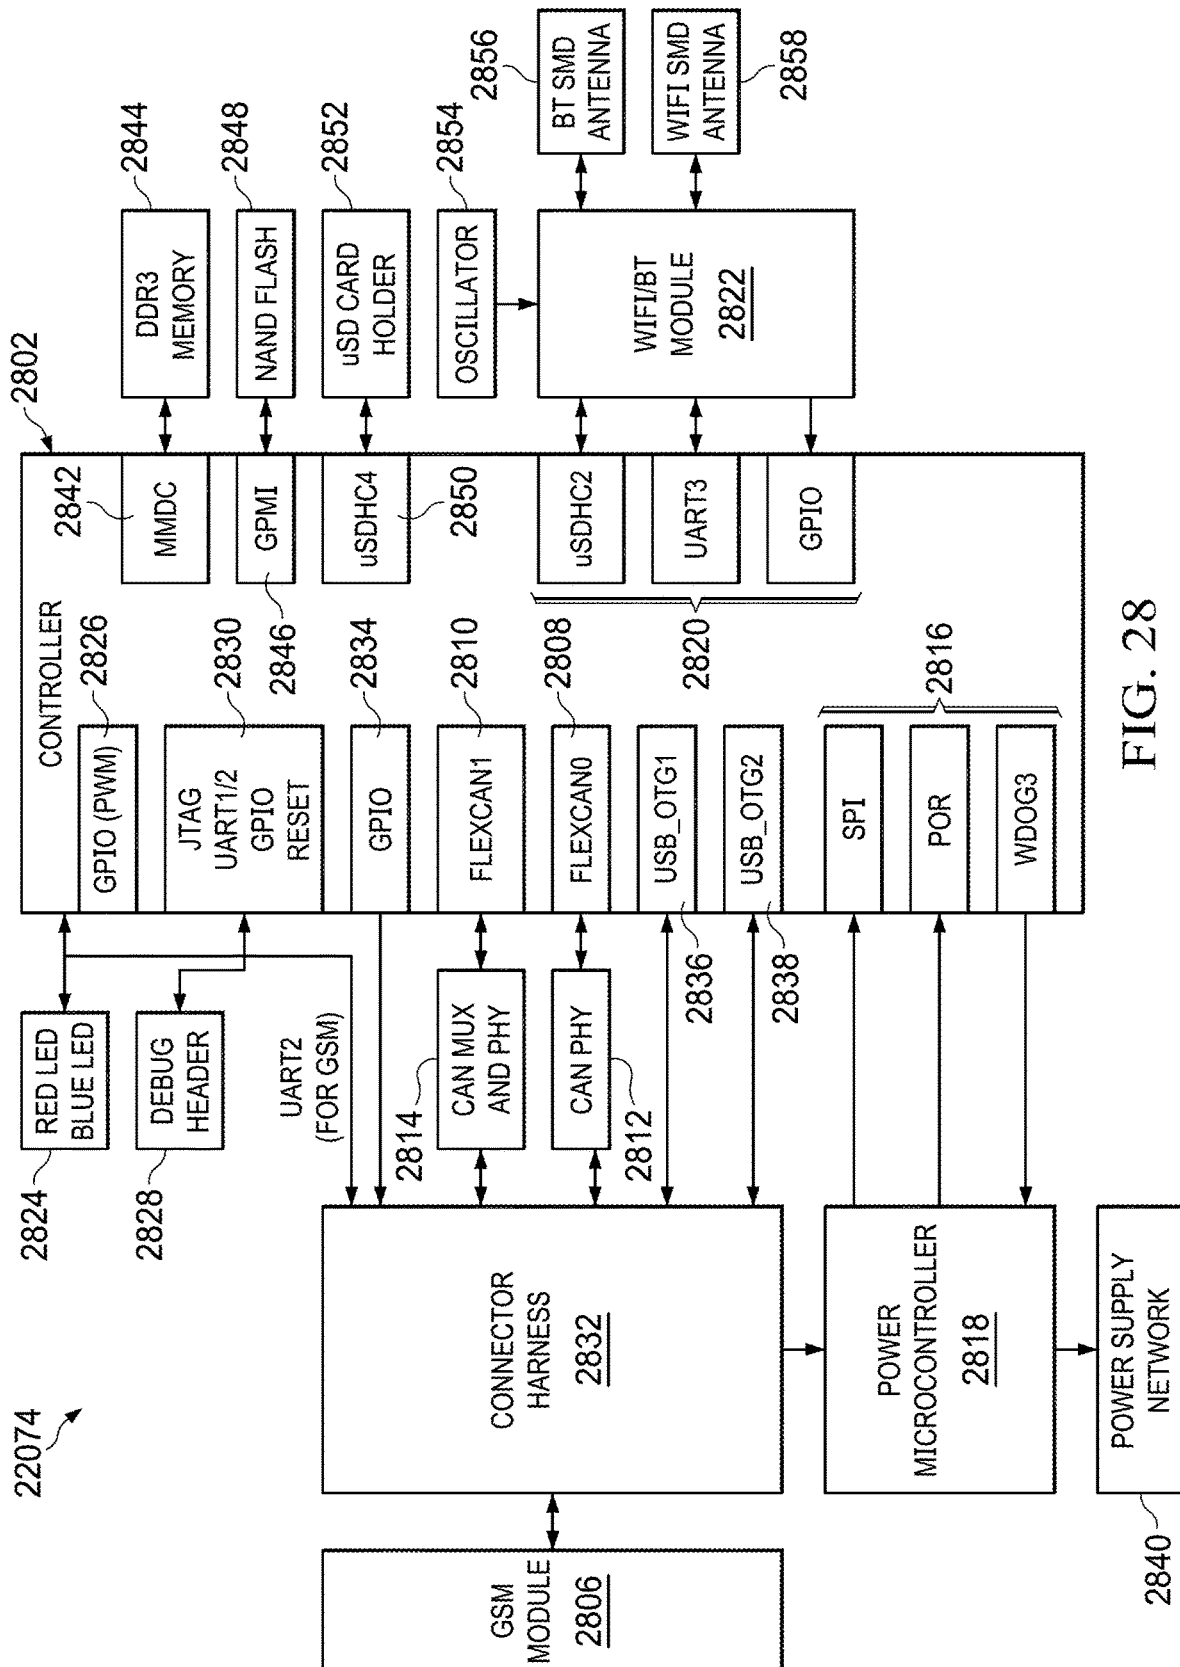 22074
2802
CONTROLLER
2824
RED LED
BLUE LED
GPIO (PWM)
2826
2842
MMDC
DDR3
MEMORY
2844
2828
DEBUG
HEADER
JTAG
UART1/2
GPIO
RESET
2830
2846
GPMI
NAND FLASH
2848
UART2
(FOR GSM)
GPIO
2834
uSDHC4
2850
uSD CARD
HOLDER
2852
2814
CAN MUX
AND PHY
FLEXCAN1
2810
OSCILLATOR
2854
GSM
MODULE
2806
CONNECTOR
HARNESS
2832
CAN PHY
2812
FLEXCAN0
2808
2836
USB_OTG1
2838
USB_OTG2
2820
uSDHC2
UART3
GPIO
WIFI/BT
MODULE
2822
BT SMD
ANTENNA
2856
WIFI SMD
ANTENNA
2858
POWER
MICROCONTROLLER
2818
SPI
POR
WDOG3
2816
2840
POWER SUPPLY
NETWORK
FIG. 28